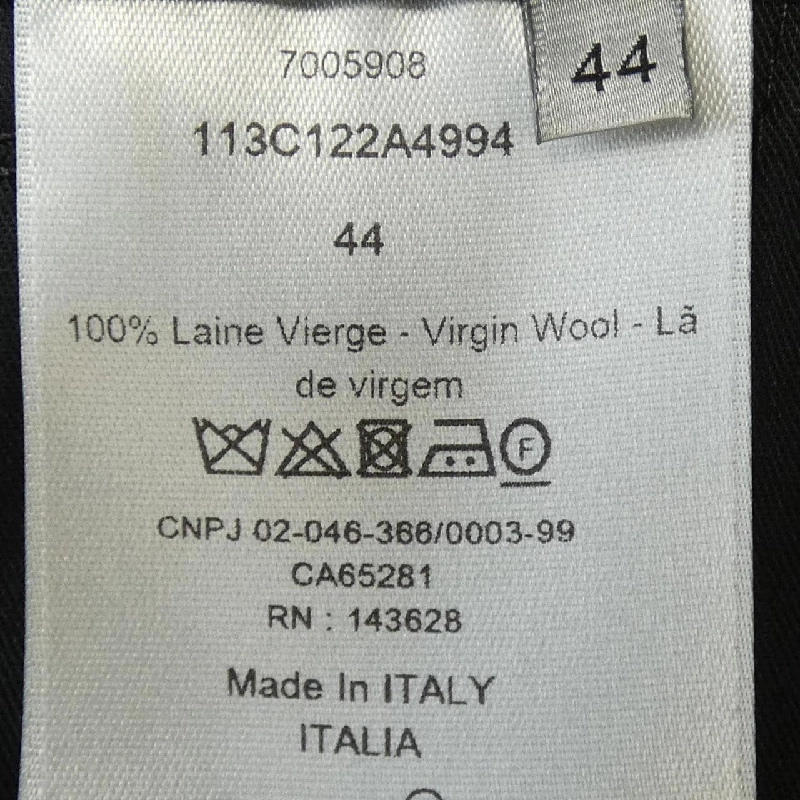 44
7005908
113C122A4994
44
100% Laine Vierge - Virgin Wool - Lã
de virgem
F
CNPJ 02-046-366/0003-99
CA65281
RN : 143628
Made In ITALY
ITALIA